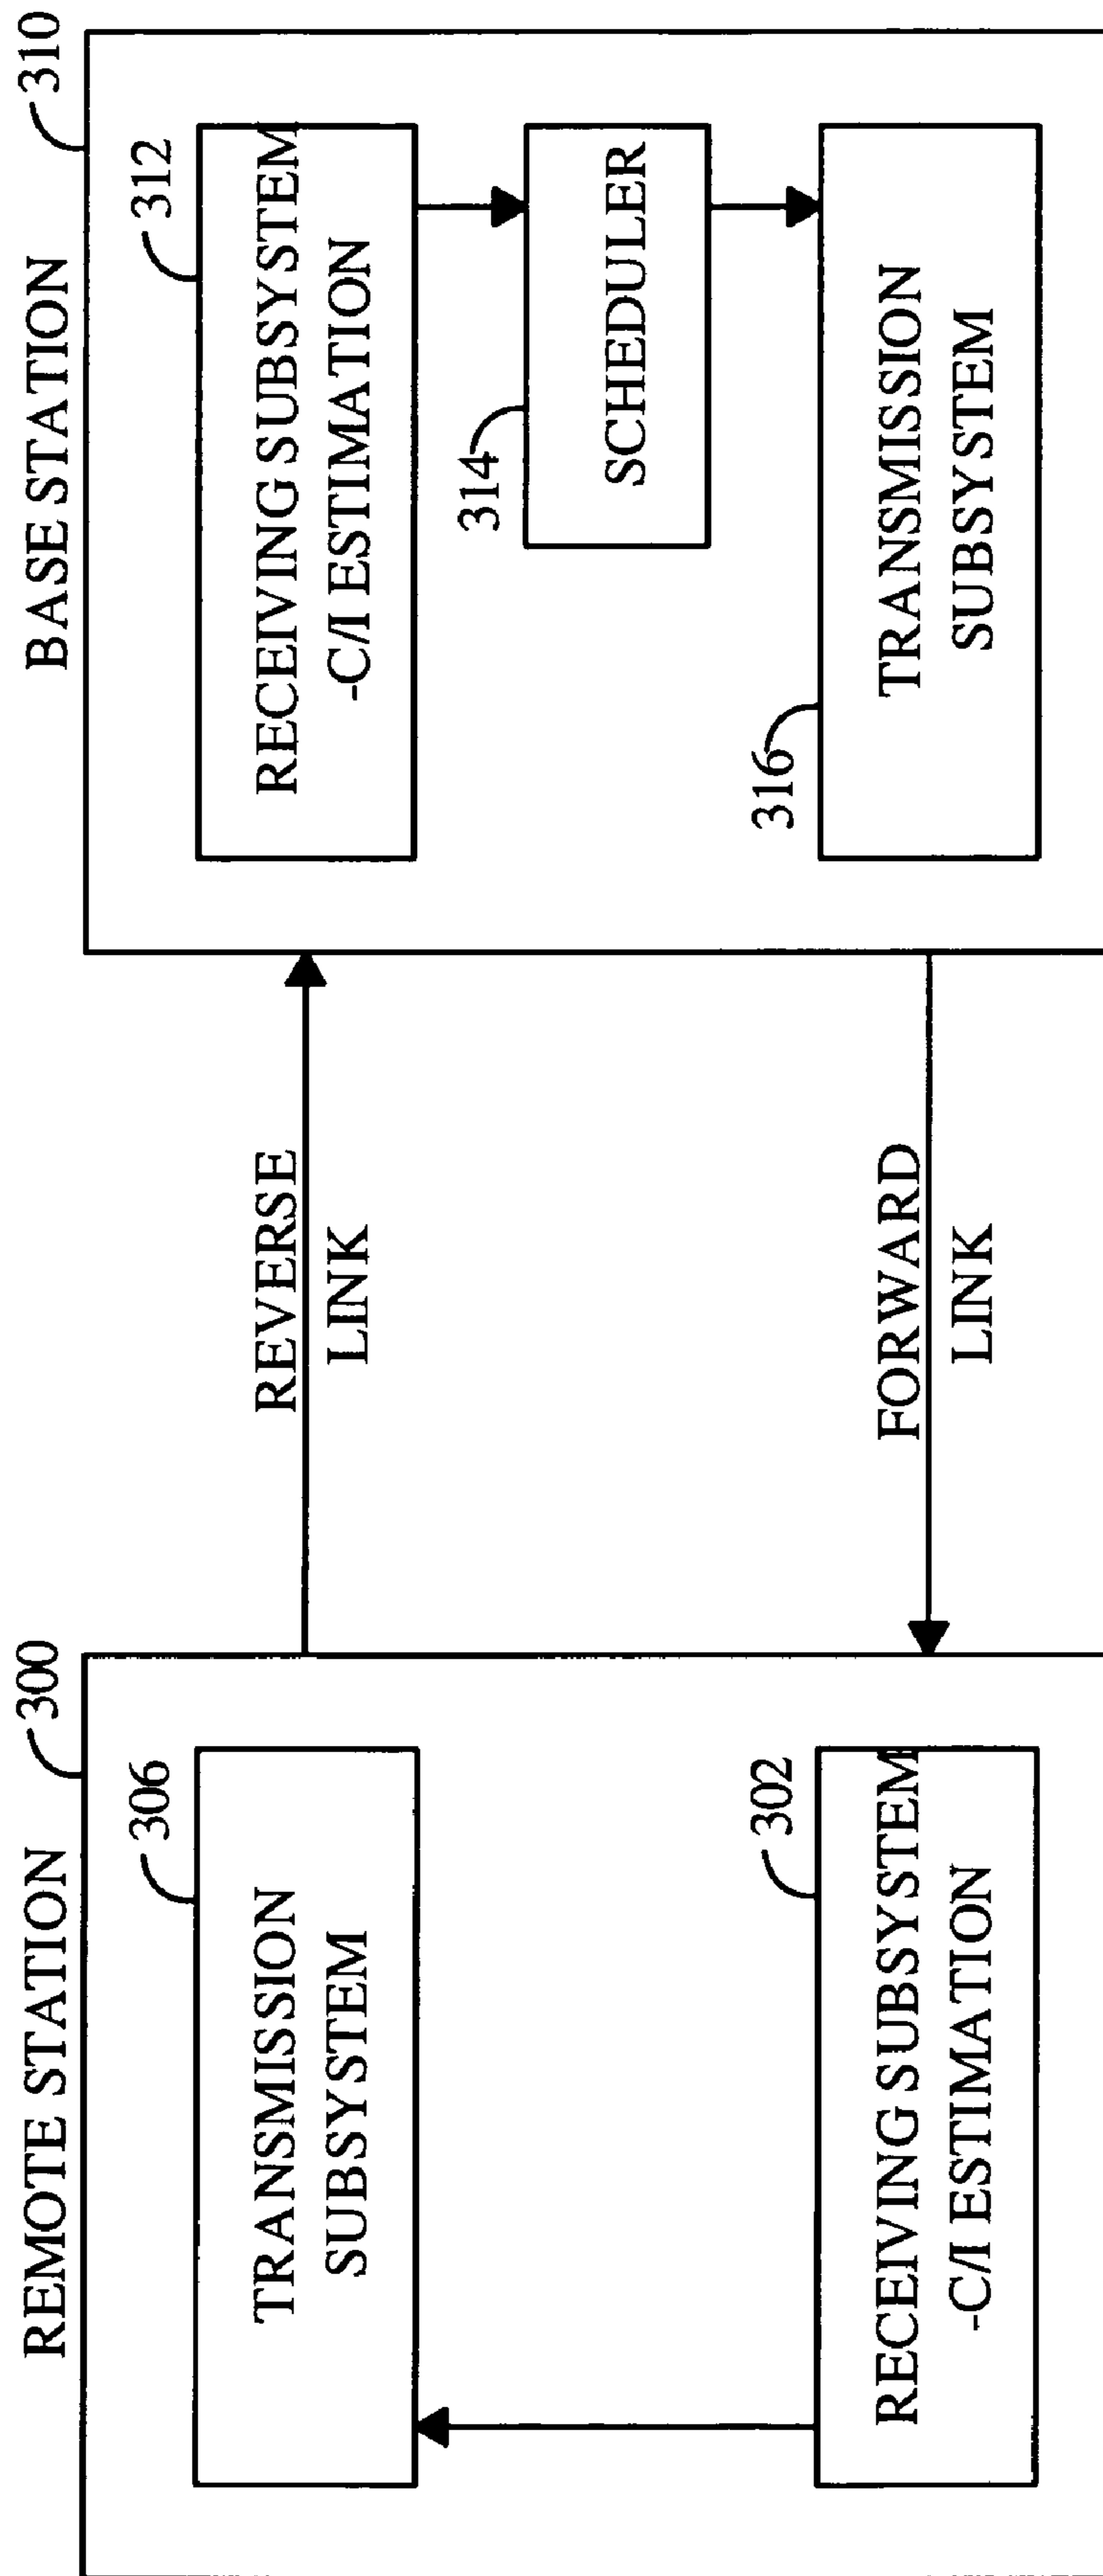 REMOTE STATION
300
306
TRANSMISSION
SUBSYSTEM
302
RECEIVING SUBSYSTEM
-C/I ESTIMATION
REVERSE
LINK
FORWARD
LINK
BASE STATION
310
312
RECEIVING SUBSYSTEM
-C/I ESTIMATION
314
SCHEDULER
316
TRANSMISSION
SUBSYSTEM